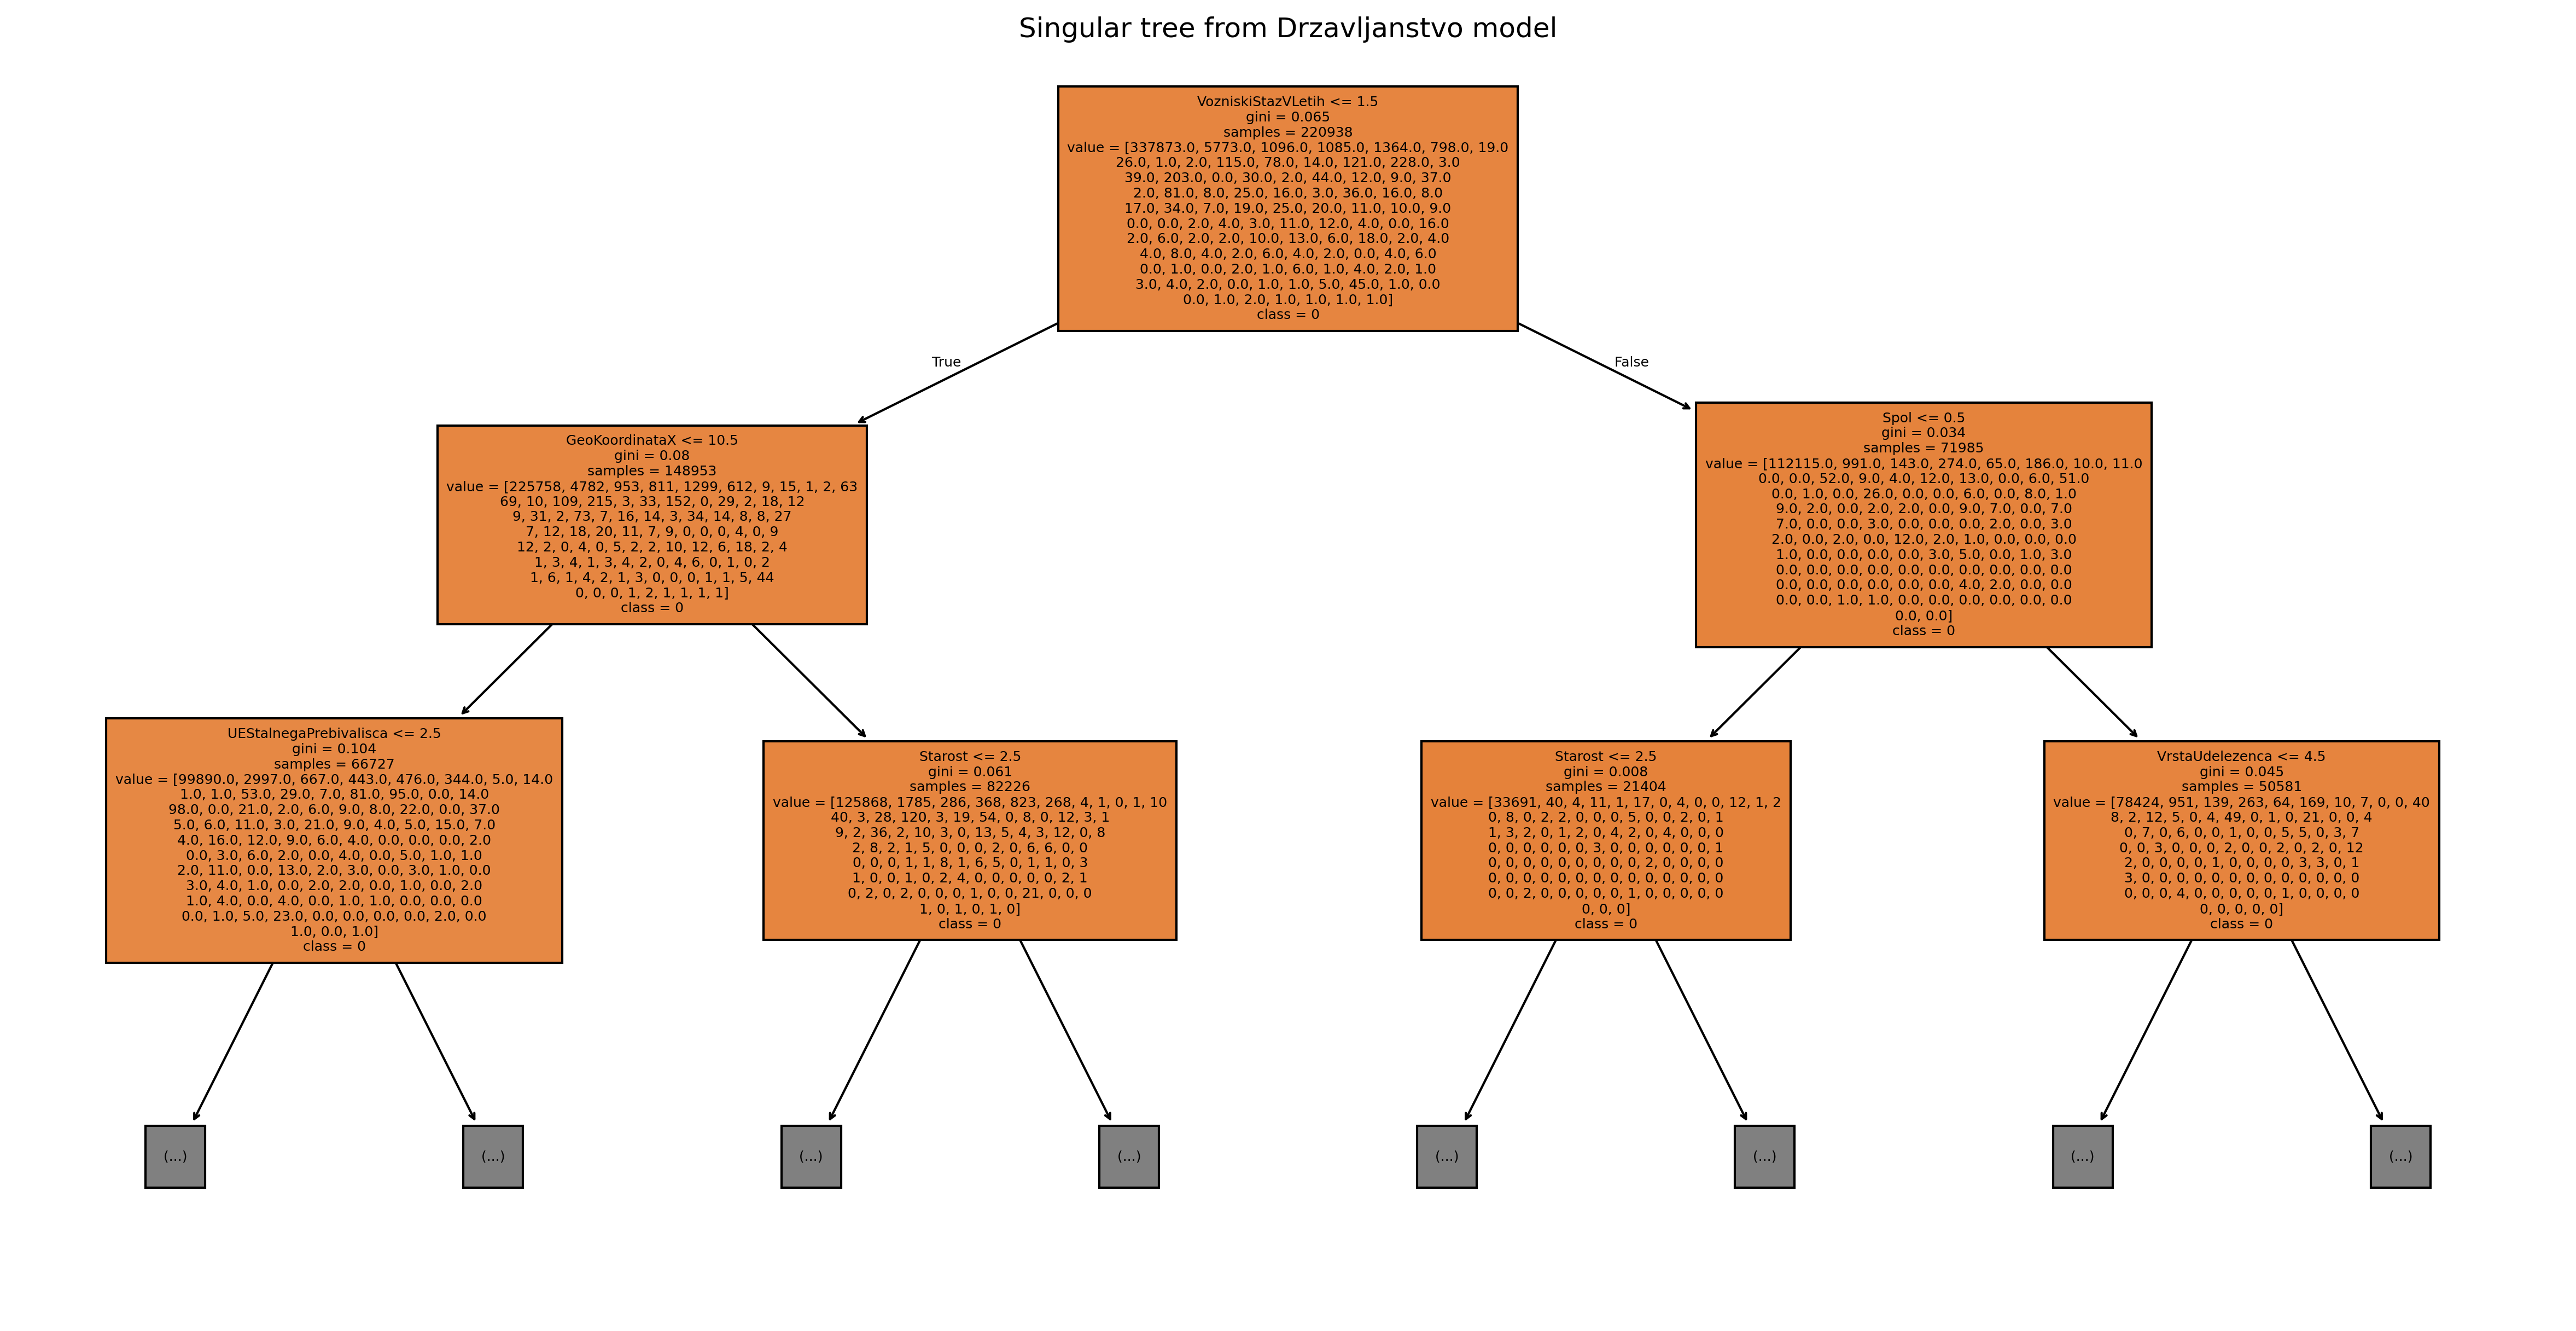 Singular tree from Drzavljanstvo model
VozniskiStazVLetih <= 1.5
gini = 0.065
samples = 220938
value = [337873.0, 5773.0, 1096.0, 1085.0, 1364.0, 798.0, 19.0
26.0, 1.0, 2.0, 115.0, 78.0, 14.0, 121.0, 228.0, 3.0
39.0, 203.0, 0.0, 30.0, 2.0, 44.0, 12.0, 9.0, 37.0
2.0, 81.0, 8.0, 25.0, 16.0, 3.0, 36.0, 16.0, 8.0
17.0, 34.0, 7.0, 19.0, 25.0, 20.0, 11.0, 10.0, 9.0
0.0, 0.0, 2.0, 4.0, 3.0, 11.0, 12.0, 4.0, 0.0, 16.0
2.0, 6.0, 2.0, 2.0, 10.0, 13.0, 6.0, 18.0, 2.0, 4.0
4.0, 8.0, 4.0, 2.0, 6.0, 4.0, 2.0, 0.0, 4.0, 6.0
0.0, 1.0, 0.0, 2.0, 1.0, 6.0, 1.0, 4.0, 2.0, 1.0
3.0, 4.0, 2.0, 0.0, 1.0, 1.0, 5.0, 45.0, 1.0, 0.0
0.0, 1.0, 2.0, 1.0, 1.0, 1.0, 1.0]
class = 0
True
False
GeoKoordinataX <= 10.5
gini = 0.08
samples = 148953
value = [225758, 4782, 953, 811, 1299, 612, 9, 15, 1, 2, 63
69, 10, 109, 215, 3, 33, 152, 0, 29, 2, 18, 12
9, 31, 2, 73, 7, 16, 14, 3, 34, 14, 8, 8, 27
7, 12, 18, 20, 11, 7, 9, 0, 0, 0, 4, 0, 9
12, 2, 0, 4, 0, 5, 2, 2, 10, 12, 6, 18, 2, 4
1, 3, 4, 1, 3, 4, 2, 0, 4, 6, 0, 1, 0, 2
1, 6, 1, 4, 2, 1, 3, 0, 0, 0, 1, 1, 5, 44
0, 0, 0, 1, 2, 1, 1, 1, 1]
class = 0
Spol <= 0.5
gini = 0.034
samples = 71985
value = [112115.0, 991.0, 143.0, 274.0, 65.0, 186.0, 10.0, 11.0
0.0, 0.0, 52.0, 9.0, 4.0, 12.0, 13.0, 0.0, 6.0, 51.0
0.0, 1.0, 0.0, 26.0, 0.0, 0.0, 6.0, 0.0, 8.0, 1.0
9.0, 2.0, 0.0, 2.0, 2.0, 0.0, 9.0, 7.0, 0.0, 7.0
7.0, 0.0, 0.0, 3.0, 0.0, 0.0, 0.0, 2.0, 0.0, 3.0
2.0, 0.0, 2.0, 0.0, 12.0, 2.0, 1.0, 0.0, 0.0, 0.0
1.0, 0.0, 0.0, 0.0, 0.0, 3.0, 5.0, 0.0, 1.0, 3.0
0.0, 0.0, 0.0, 0.0, 0.0, 0.0, 0.0, 0.0, 0.0, 0.0
0.0, 0.0, 0.0, 0.0, 0.0, 0.0, 4.0, 2.0, 0.0, 0.0
0.0, 0.0, 1.0, 1.0, 0.0, 0.0, 0.0, 0.0, 0.0, 0.0
0.0, 0.0]
class = 0
UEStalnegaPrebivalisca <= 2.5
gini = 0.104
samples = 66727
value = [99890.0, 2997.0, 667.0, 443.0, 476.0, 344.0, 5.0, 14.0
1.0, 1.0, 53.0, 29.0, 7.0, 81.0, 95.0, 0.0, 14.0
98.0, 0.0, 21.0, 2.0, 6.0, 9.0, 8.0, 22.0, 0.0, 37.0
5.0, 6.0, 11.0, 3.0, 21.0, 9.0, 4.0, 5.0, 15.0, 7.0
4.0, 16.0, 12.0, 9.0, 6.0, 4.0, 0.0, 0.0, 0.0, 2.0
0.0, 3.0, 6.0, 2.0, 0.0, 4.0, 0.0, 5.0, 1.0, 1.0
2.0, 11.0, 0.0, 13.0, 2.0, 3.0, 0.0, 3.0, 1.0, 0.0
3.0, 4.0, 1.0, 0.0, 2.0, 2.0, 0.0, 1.0, 0.0, 2.0
1.0, 4.0, 0.0, 4.0, 0.0, 1.0, 1.0, 0.0, 0.0, 0.0
0.0, 1.0, 5.0, 23.0, 0.0, 0.0, 0.0, 0.0, 2.0, 0.0
1.0, 0.0, 1.0]
class = 0
Starost <= 2.5
gini = 0.061
samples = 82226
value = [125868, 1785, 286, 368, 823, 268, 4, 1, 0, 1, 10
40, 3, 28, 120, 3, 19, 54, 0, 8, 0, 12, 3, 1
9, 2, 36, 2, 10, 3, 0, 13, 5, 4, 3, 12, 0, 8
2, 8, 2, 1, 5, 0, 0, 0, 2, 0, 6, 6, 0, 0
0, 0, 0, 1, 1, 8, 1, 6, 5, 0, 1, 1, 0, 3
1, 0, 0, 1, 0, 2, 4, 0, 0, 0, 0, 0, 2, 1
0, 2, 0, 2, 0, 0, 0, 1, 0, 0, 21, 0, 0, 0
1, 0, 1, 0, 1, 0]
class = 0
Starost <= 2.5
gini = 0.008
samples = 21404
value = [33691, 40, 4, 11, 1, 17, 0, 4, 0, 0, 12, 1, 2
0, 8, 0, 2, 2, 0, 0, 0, 5, 0, 0, 2, 0, 1
1, 3, 2, 0, 1, 2, 0, 4, 2, 0, 4, 0, 0, 0
0, 0, 0, 0, 0, 0, 3, 0, 0, 0, 0, 0, 0, 1
0, 0, 0, 0, 0, 0, 0, 0, 0, 2, 0, 0, 0, 0
0, 0, 0, 0, 0, 0, 0, 0, 0, 0, 0, 0, 0, 0
0, 0, 2, 0, 0, 0, 0, 0, 1, 0, 0, 0, 0, 0
0, 0, 0]
class = 0
VrstaUdelezenca <= 4.5
gini = 0.045
samples = 50581
value = [78424, 951, 139, 263, 64, 169, 10, 7, 0, 0, 40
8, 2, 12, 5, 0, 4, 49, 0, 1, 0, 21, 0, 0, 4
0, 7, 0, 6, 0, 0, 1, 0, 0, 5, 5, 0, 3, 7
0, 0, 3, 0, 0, 0, 2, 0, 0, 2, 0, 2, 0, 12
2, 0, 0, 0, 0, 1, 0, 0, 0, 0, 3, 3, 0, 1
3, 0, 0, 0, 0, 0, 0, 0, 0, 0, 0, 0, 0, 0
0, 0, 0, 4, 0, 0, 0, 0, 0, 1, 0, 0, 0, 0
0, 0, 0, 0, 0]
class = 0
(...)
(...)
(...)
(...)
(...)
(...)
(...)
(...)